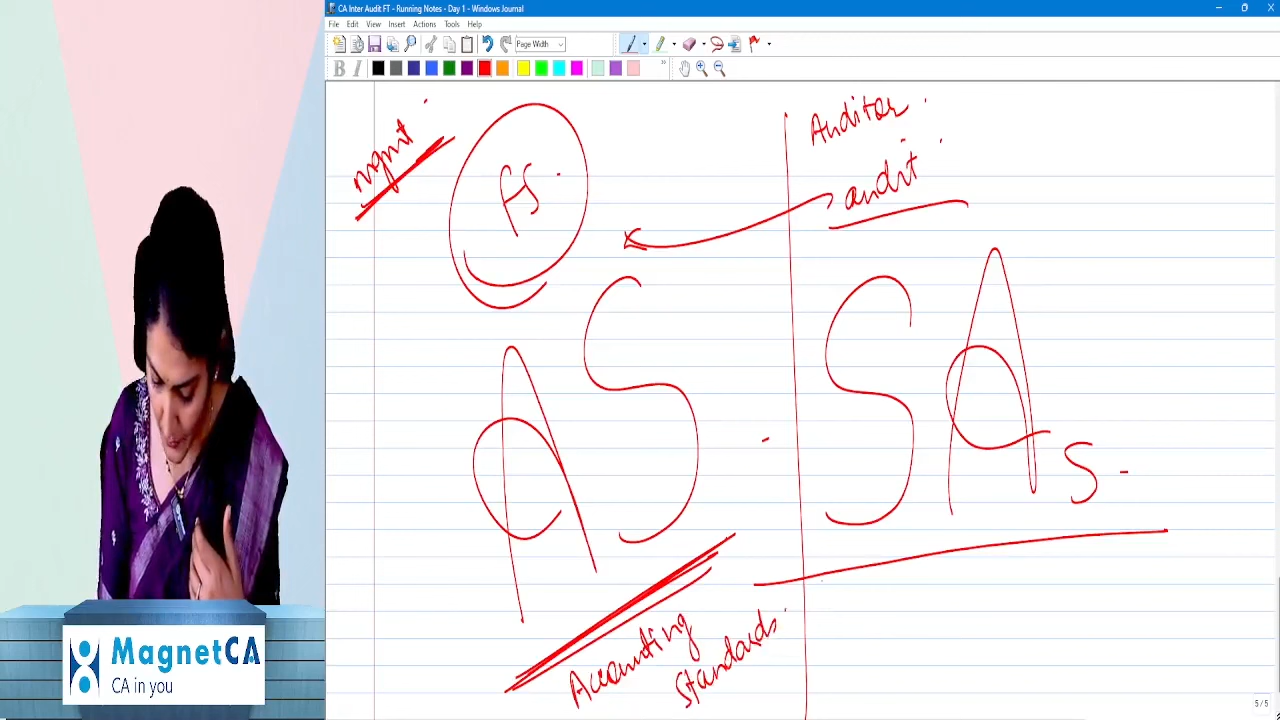 CA Inter Audit FT - Running Notes - Day 1 - Windows Journal
File Edit View Insert Actions Tools Help
Page Width
B I
mgmt
FS
Auditor
audit
AS
SAs
Accounting
Standards
MagnetCA
CA in you
5 / 5